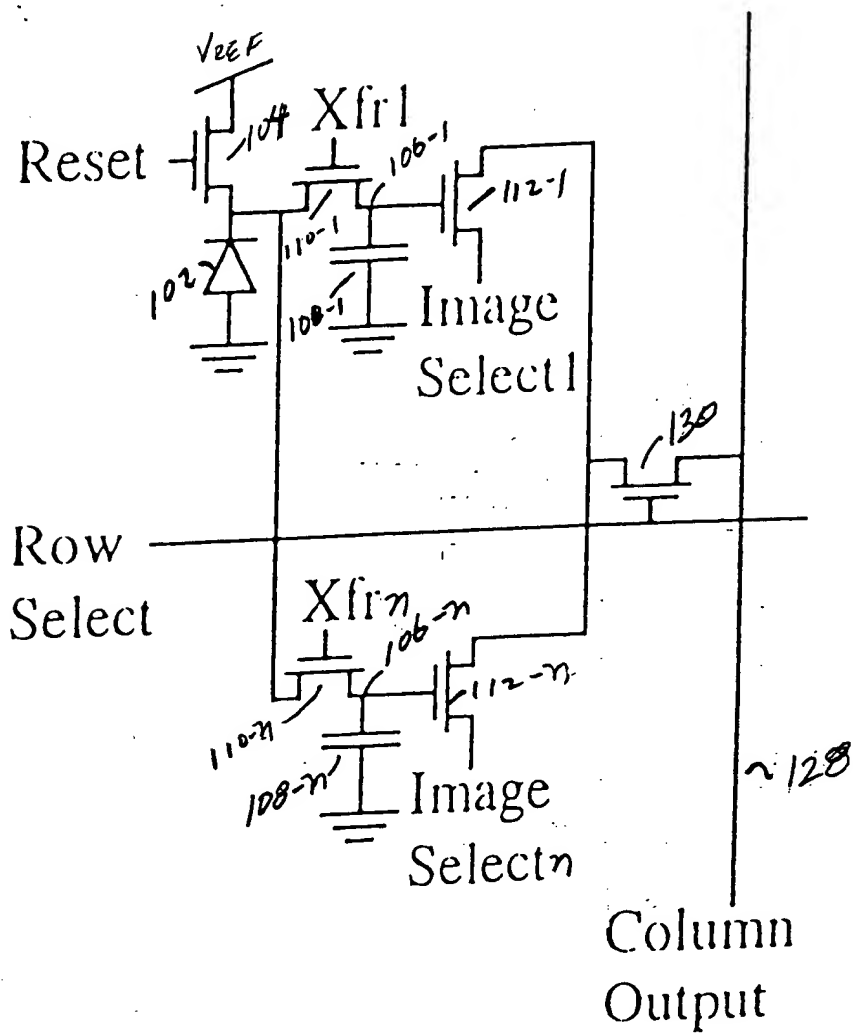 VREF
104
Xfr1
106-1
Reset
112-1
110-1
102
108-1
Image
Select1
130
Row
Select
Xfrn
106-n
112-n
110-n
108-n
Image
Selectn
~128
Column
Output